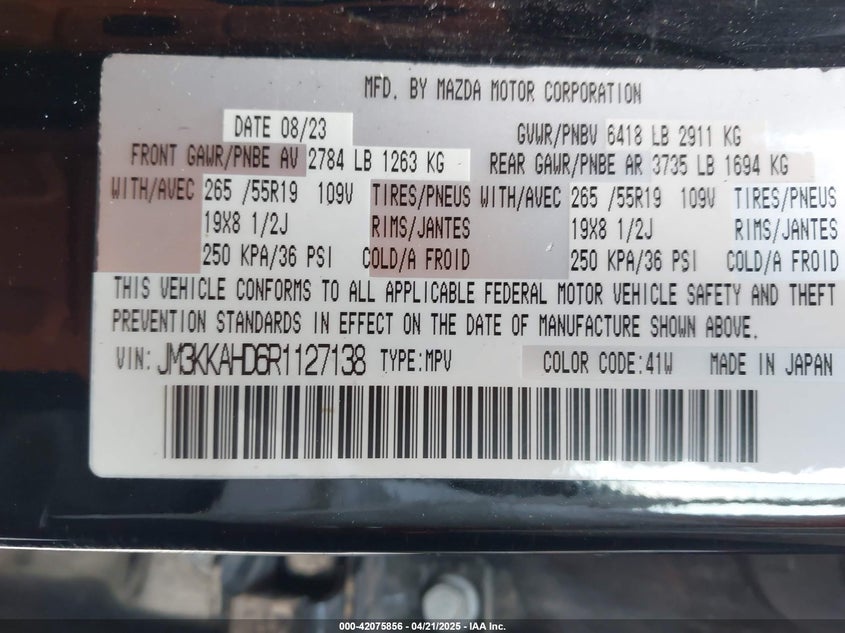 MFD. BY MAZDA MOTOR CORPORATION
DATE 08/23 GVWR/PNBV 6418 LB 2911 KG
FRONT GAWR/PNBE AV 2784 LB 1263 KG REAR GAWR/PNBE AR 3735 LB 1694 KG
WITH/AVEC 265 /55R19 109V TIRES/PNEUS WITH/AVEC 265 /55R19 109V TIRES/PNEUS
19X8 1/2J RIMS/JANTES 19X8 1/2J RIMS/JANTES
250 KPA/36 PSI COLD/A FROID 250 KPA/36 PSI COLD/A FROID
THIS VEHICLE CONFORMS TO ALL APPLICABLE FEDERAL MOTOR VEHICLE SAFETY AND THEFT
PREVENTION STANDARDS IN EFFECT ON THE DATE OF MANUFACTURE SHOWN ABOVE.
VIN: JM3KKAHD6R1127138 TYPE:MPV COLOR CODE:41W MADE IN JAPAN
000-42075856 - 04/21/2025 - IAA Inc.